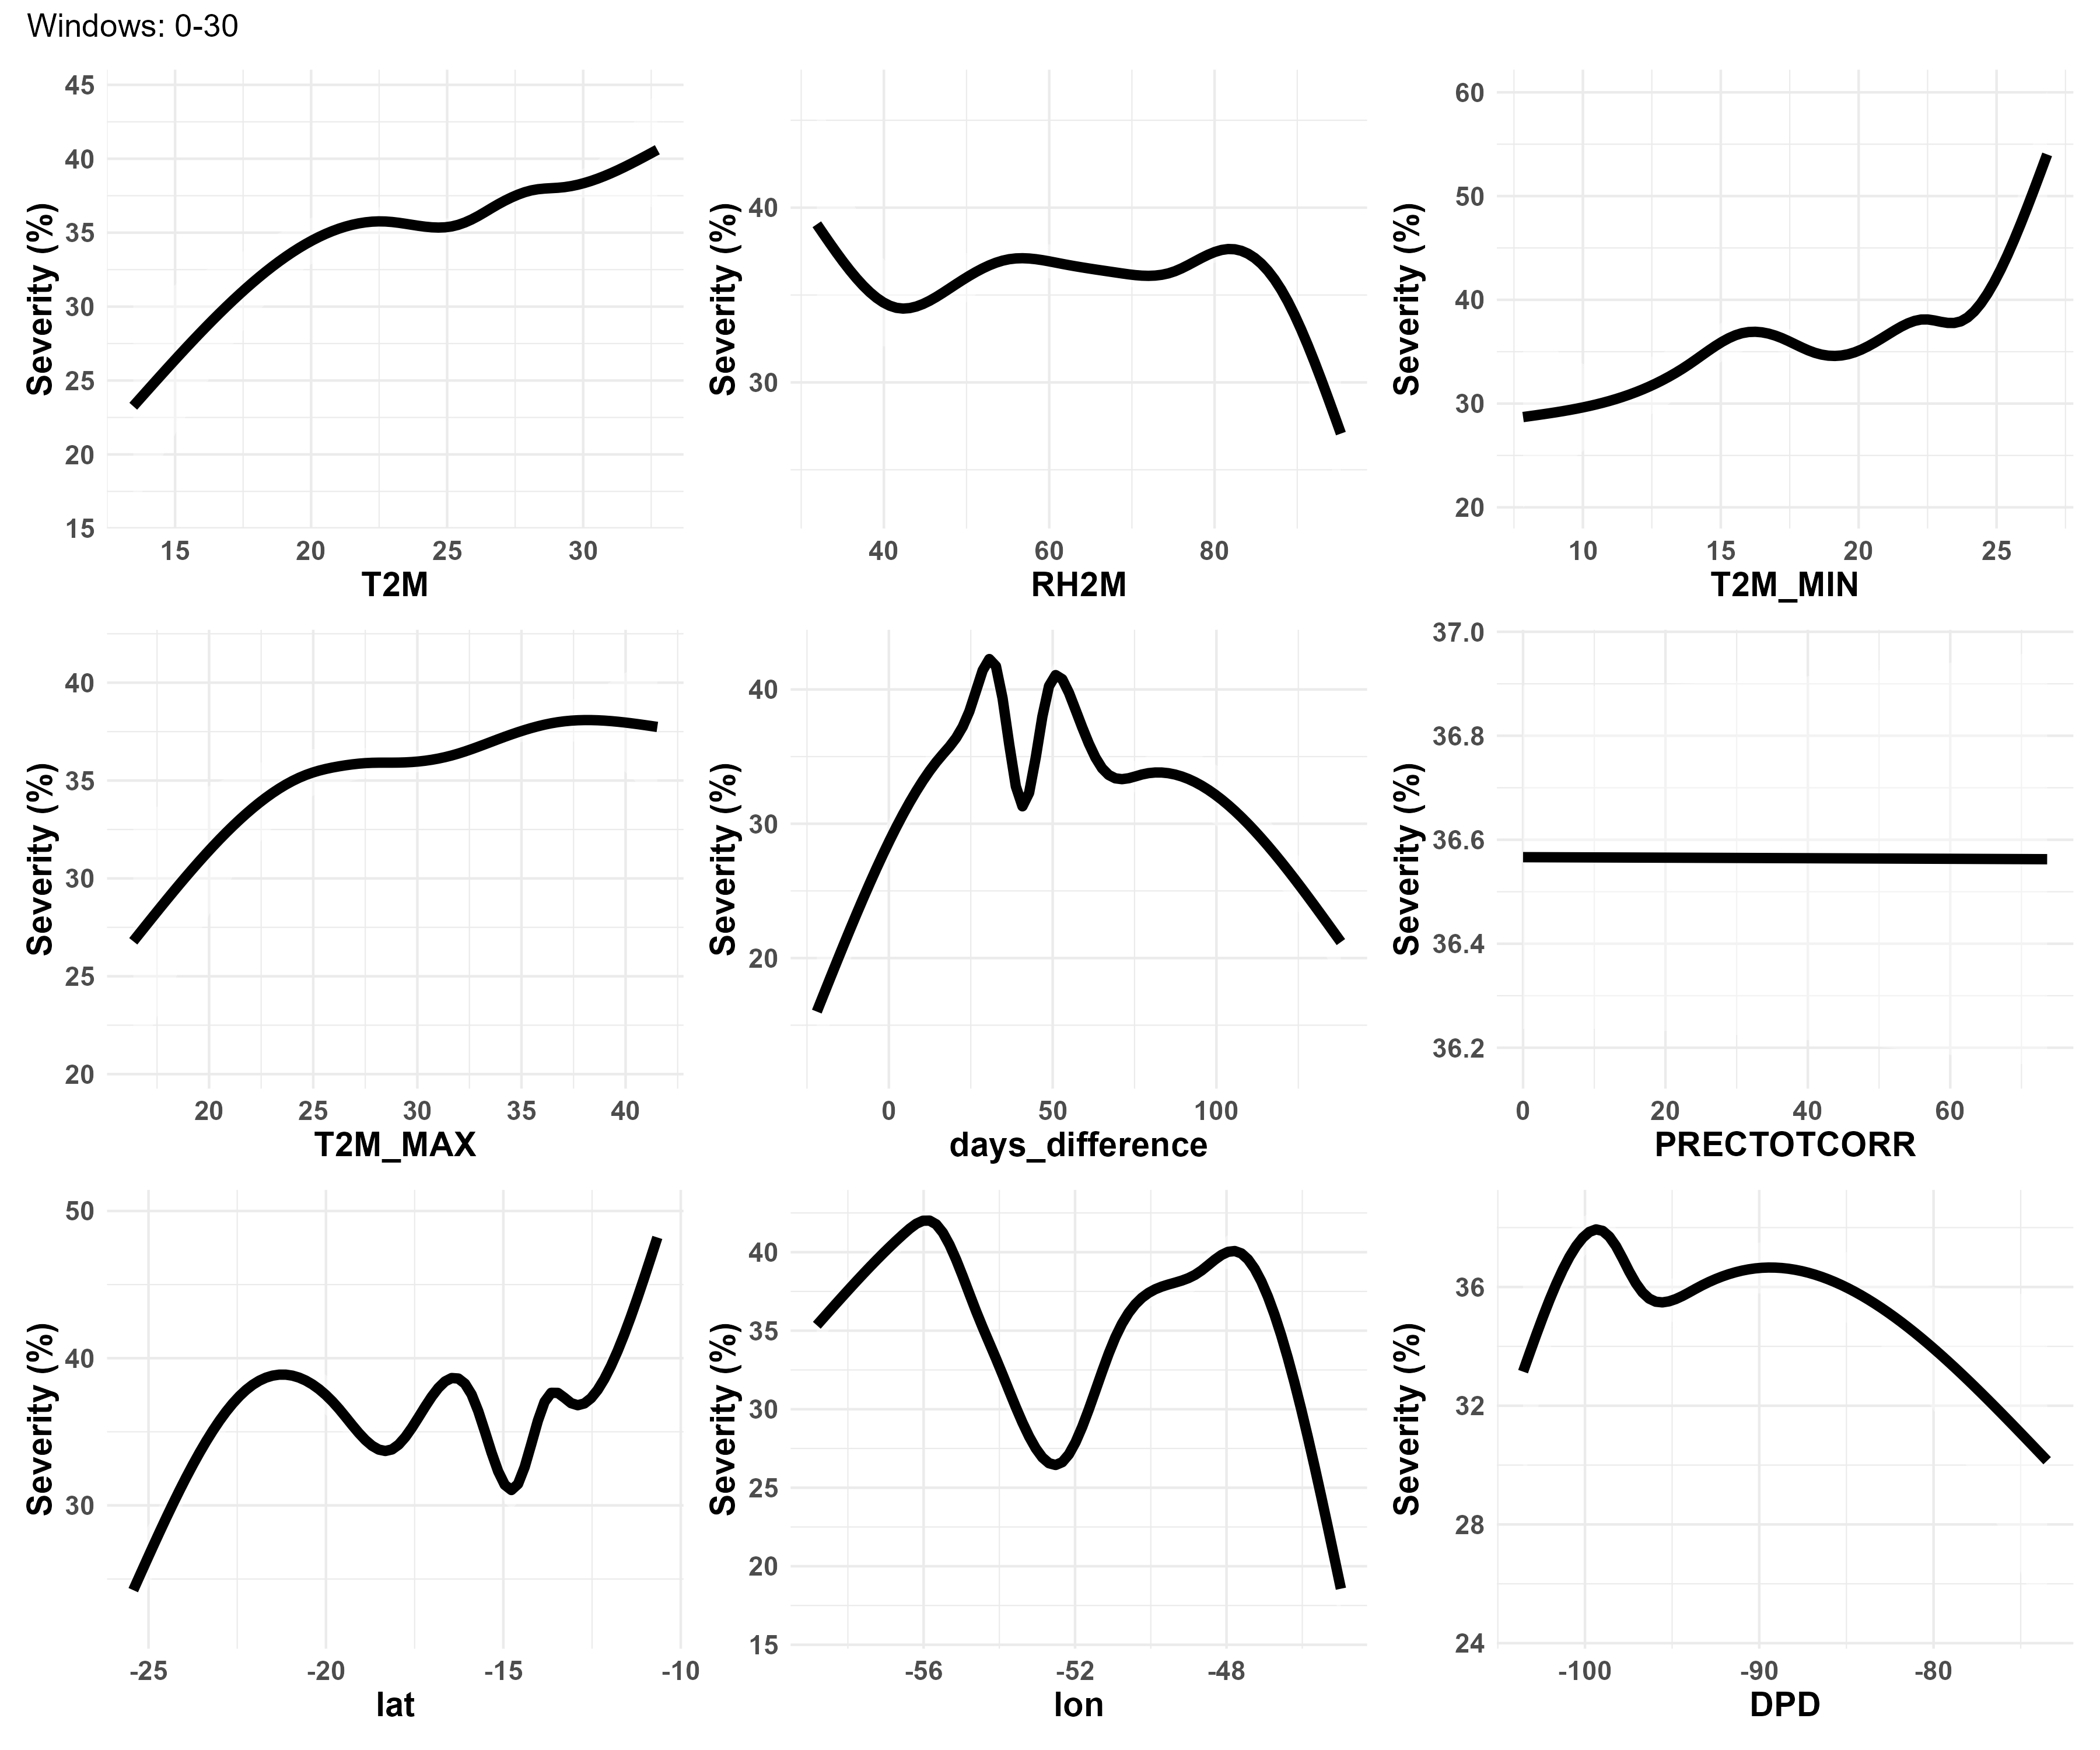 Windows: 0-30
Severity (%)
45
40
35
30
25
20
15
15 20 25 30
T2M
Severity (%)
40
30
40 60 80
RH2M
Severity (%)
60
50
40
30
20
10 15 20 25
T2M_MIN
Severity (%)
40
35
30
25
20
20 25 30 35 40
T2M_MAX
Severity (%)
40
30
20
0 50 100
days_difference
Severity (%)
37.0
36.8
36.6
36.4
36.2
0 20 40 60
PRECTOTCORR
Severity (%)
50
40
30
-25 -20 -15 -10
lat
Severity (%)
40
35
30
25
20
15
-56 -52 -48
lon
Severity (%)
36
32
28
24
-100 -90 -80
DPD